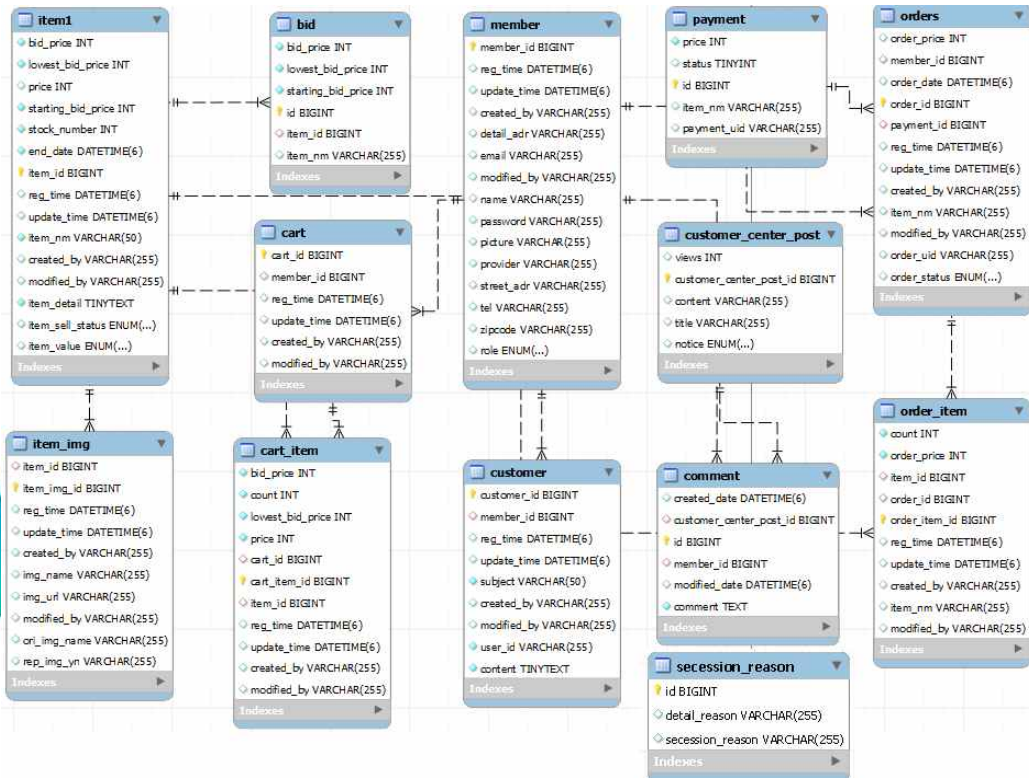 item1
bid_price INT
lowest_bid_price INT
price INT
starting_bid_price INT
stock_number INT
end_date DATETIME(6)
item_id BIGINT
reg_time DATETIME(6)
update_time DATETIME(6)
item_nm VARCHAR(50)
created_by VARCHAR(255)
modified_by VARCHAR(255)
item_detail TINYTEXT
item_sell_status ENUM(...)
item_value ENUM(...)
Indexes
bid
bid_price INT
lowest_bid_price INT
starting_bid_price INT
id BIGINT
item_id BIGINT
item_nm VARCHAR(255)
Indexes
member
member_id BIGINT
reg_time DATETIME(6)
update_time DATETIME(6)
created_by VARCHAR(255)
detail_adr VARCHAR(255)
email VARCHAR(255)
modified_by VARCHAR(255)
name VARCHAR(255)
password VARCHAR(255)
picture VARCHAR(255)
provider VARCHAR(255)
street_adr VARCHAR(255)
tel VARCHAR(255)
zipcode VARCHAR(255)
role ENUM(...)
Indexes
payment
price INT
status TINYINT
id BIGINT
item_nm VARCHAR(255)
payment_uid VARCHAR(255)
Indexes
orders
order_price INT
member_id BIGINT
order_date DATETIME(6)
order_id BIGINT
payment_id BIGINT
reg_time DATETIME(6)
update_time DATETIME(6)
created_by VARCHAR(255)
item_nm VARCHAR(255)
modified_by VARCHAR(255)
order_uid VARCHAR(255)
order_status ENUM(...)
Indexes
cart
cart_id BIGINT
member_id BIGINT
reg_time DATETIME(6)
update_time DATETIME(6)
created_by VARCHAR(255)
modified_by VARCHAR(255)
Indexes
customer_center_post
views INT
customer_center_post_id BIGINT
content VARCHAR(255)
title VARCHAR(255)
notice ENUM(...)
Indexes
item_img
item_id BIGINT
item_img_id BIGINT
reg_time DATETIME(6)
update_time DATETIME(6)
created_by VARCHAR(255)
img_name VARCHAR(255)
img_url VARCHAR(255)
modified_by VARCHAR(255)
ori_img_name VARCHAR(255)
rep_img_yn VARCHAR(255)
Indexes
cart_item
bid_price INT
count INT
lowest_bid_price INT
price INT
cart_id BIGINT
cart_item_id BIGINT
item_id BIGINT
reg_time DATETIME(6)
update_time DATETIME(6)
created_by VARCHAR(255)
modified_by VARCHAR(255)
Indexes
customer
customer_id BIGINT
member_id BIGINT
reg_time DATETIME(6)
update_time DATETIME(6)
subject VARCHAR(50)
created_by VARCHAR(255)
modified_by VARCHAR(255)
user_id VARCHAR(255)
content TINYTEXT
Indexes
comment
created_date DATETIME(6)
customer_center_post_id BIGINT
id BIGINT
member_id BIGINT
modified_date DATETIME(6)
comment TEXT
Indexes
order_item
count INT
order_price INT
item_id BIGINT
order_id BIGINT
order_item_id BIGINT
reg_time DATETIME(6)
update_time DATETIME(6)
created_by VARCHAR(255)
item_nm VARCHAR(255)
modified_by VARCHAR(255)
Indexes
secession_reason
id BIGINT
detail_reason VARCHAR(255)
secession_reason VARCHAR(255)
Indexes